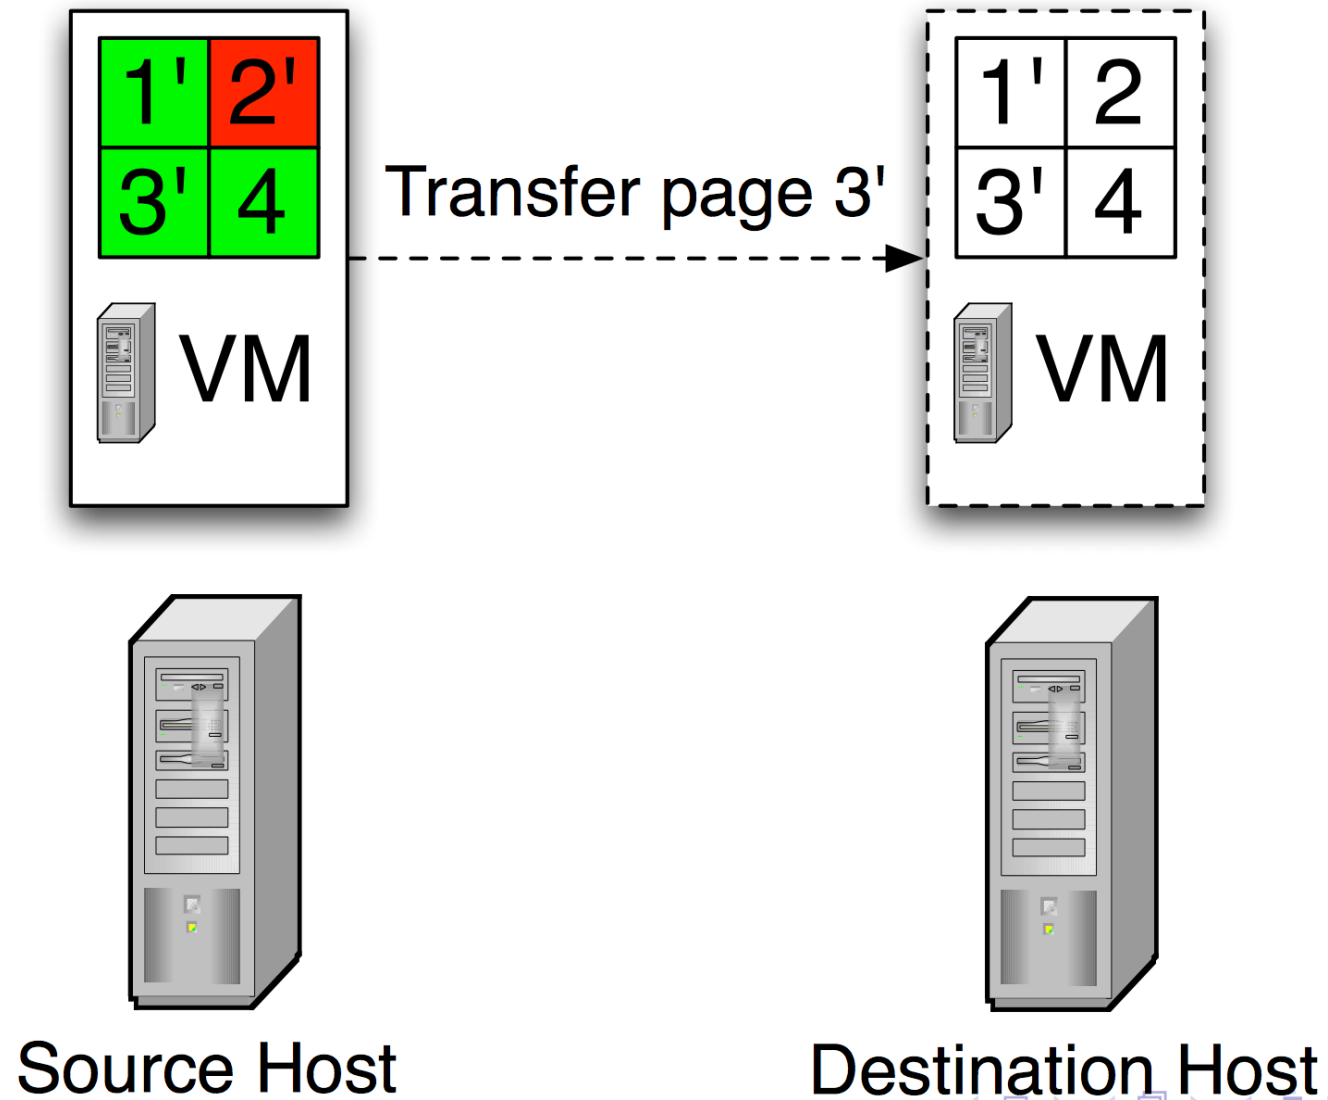 1' 2'
3' 4
VM
Transfer page 3'
1' 2
3' 4
VM
Source Host
Destination Host